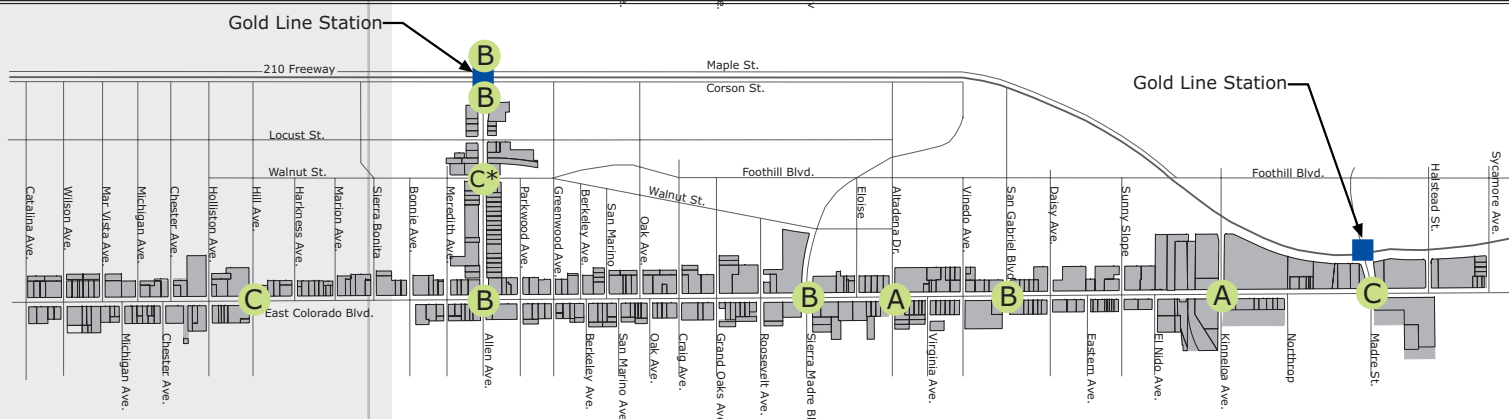 Gold Line Station
B
210 Freeway
Maple St.
Gold Line Station
B
Corson St.
Locust St.
Walnut St.
C*
Foothill Blvd.
Foothill Blvd.
Walnut St.
Catalina Ave.
Wilson Ave.
Mar Vista Ave.
Michigan Ave.
Chester Ave.
Holliston Ave.
Hill Ave.
Harkness Ave.
Marion Ave.
Sierra Bonita
Bonnie Ave.
Meredith Ave.
Parkwood Ave.
Greenwood Ave.
Berkeley Ave.
San Marino
Oak Ave.
Eloise
Altadena Dr.
Vinedo Ave.
San Gabriel Blvd
Daisy Ave.
Sunny Slope
Halstead St.
Sycamore Ave.
C
B
B
A
B
A
C
East Colorado Blvd.
Michigan Ave.
Chester Ave.
Allen Ave.
Berkeley Ave.
San Marino Ave
Oak Ave.
Craig Ave.
Grand Oaks Ave
Roosevelt Ave.
Sierra Madre Bl
Virginia Ave.
Eastern Ave.
El Nido Ave.
Kinneloa Ave.
Northrop
Madre St.